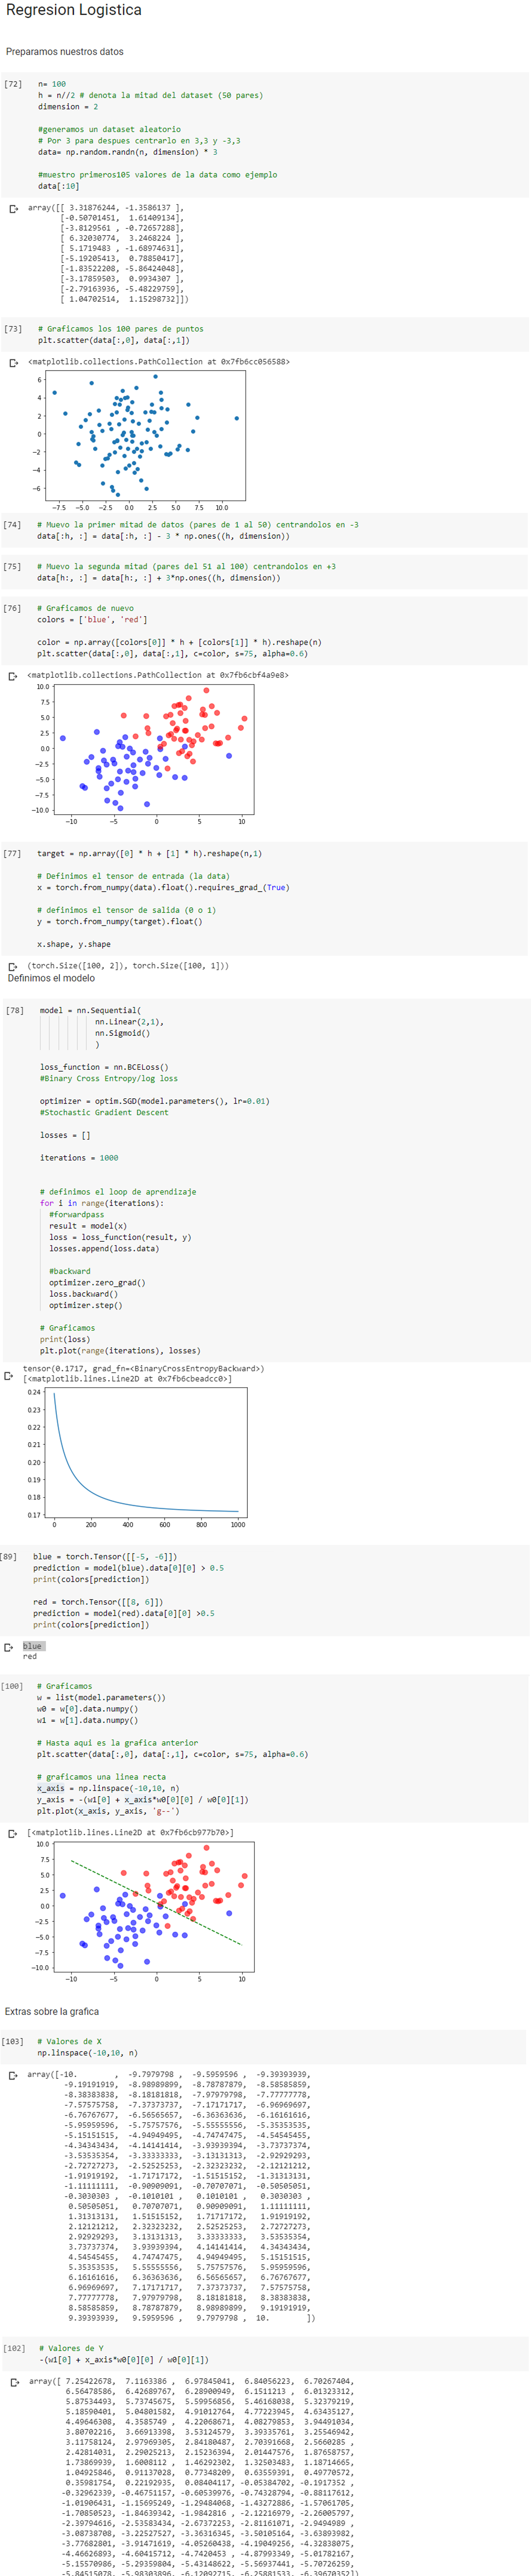 Regresion Logistica
Preparamos nuestros datos
[72] n= 100
h = n//2 # denota la mitad del dataset (50 pares)
dimension = 2
#generamos un dataset aleatorio
# Por 3 para despues centrarlo en 3,3 y -3,3
data= np.random.randn(n, dimension) * 3
#muestro primeros105 valores de la data como ejemplo
data[:10]
array([[ 3.31876244, -1.3586137 ],
[-0.50701451, 1.61409134],
[-3.8129561 , -0.72657288],
[ 6.32030774, 3.2468224 ],
[ 5.1719483 , -1.68974631],
[-5.19205413, 0.78850417],
[-1.83522208, -5.86424048],
[-3.17859503, 0.9934307 ],
[-2.79163936, -5.48229759],
[ 1.04702514, 1.15298732]])
[73] # Graficamos los 100 pares de puntos
plt.scatter(data[:,0], data[:,1])
<matplotlib.collections.PathCollection at 0x7fb6cc056588>
6
4
2
0
−2
−4
−6
−7.5 −5.0 −2.5 0.0 2.5 5.0 7.5 10.0
[74] # Muevo la primer mitad de datos (pares de 1 al 50) centrandolos en -3
data[:h, :] = data[:h, :] - 3 * np.ones((h, dimension))
[75] # Muevo la segunda mitad (pares del 51 al 100) centrandolos en +3
data[h:, :] = data[h:, :] + 3*np.ones((h, dimension))
[76] # Graficamos de nuevo
colors = ['blue', 'red']
color = np.array([colors[0]] * h + [colors[1]] * h).reshape(n)
plt.scatter(data[:,0], data[:,1], c=color, s=75, alpha=0.6)
<matplotlib.collections.PathCollection at 0x7fb6cbf4a9e8>
10.0
7.5
5.0
2.5
0.0
−2.5
−5.0
−7.5
−10.0
−10 −5 0 5 10
[77] target = np.array([0] * h + [1] * h).reshape(n,1)
# Definimos el tensor de entrada (la data)
x = torch.from_numpy(data).float().requires_grad_(True)
# definimos el tensor de salida (0 o 1)
y = torch.from_numpy(target).float()
x.shape, y.shape
(torch.Size([100, 2]), torch.Size([100, 1]))
Definimos el modelo
[78] model = nn.Sequential(
nn.Linear(2,1),
nn.Sigmoid()
)
loss_function = nn.BCELoss()
#Binary Cross Entropy/log loss
optimizer = optim.SGD(model.parameters(), lr=0.01)
#Stochastic Gradient Descent
losses = []
iterations = 1000
# definimos el loop de aprendizaje
for i in range(iterations):
#forwardpass
result = model(x)
loss = loss_function(result, y)
losses.append(loss.data)
#backward
optimizer.zero_grad()
loss.backward()
optimizer.step()
# Graficamos
print(loss)
plt.plot(range(iterations), losses)
tensor(0.1717, grad_fn=<BinaryCrossEntropyBackward>)
[<matplotlib.lines.Line2D at 0x7fb6cbeadcc0>]
0.24
0.23
0.22
0.21
0.20
0.19
0.18
0.17
0 200 400 600 800 1000
[89] blue = torch.Tensor([[-5, -6]])
prediction = model(blue).data[0][0] > 0.5
print(colors[prediction])
red = torch.Tensor([[8, 6]])
prediction = model(red).data[0][0] >0.5
print(colors[prediction])
blue
red
[100] # Graficamos
w = list(model.parameters())
w0 = w[0].data.numpy()
w1 = w[1].data.numpy()
# Hasta aqui es la grafica anterior
plt.scatter(data[:,0], data[:,1], c=color, s=75, alpha=0.6)
# graficamos una linea recta
x_axis = np.linspace(-10,10, n)
y_axis = -(w1[0] + x_axis*w0[0][0] / w0[0][1])
plt.plot(x_axis, y_axis, 'g--')
[<matplotlib.lines.Line2D at 0x7fb6cb977b70>]
10.0
7.5
5.0
2.5
0.0
−2.5
−5.0
−7.5
−10.0
−10 −5 0 5 10
Extras sobre la grafica
[103] # Valores de X
np.linspace(-10,10, n)
array([-10. , -9.7979798 , -9.5959596 , -9.39393939,
-9.19191919, -8.98989899, -8.78787879, -8.58585859,
-8.38383838, -8.18181818, -7.97979798, -7.77777778,
-7.57575758, -7.37373737, -7.17171717, -6.96969697,
-6.76767677, -6.56565657, -6.36363636, -6.16161616,
-5.95959596, -5.75757576, -5.55555556, -5.35353535,
-5.15151515, -4.94949495, -4.74747475, -4.54545455,
-4.34343434, -4.14141414, -3.93939394, -3.73737374,
-3.53535354, -3.33333333, -3.13131313, -2.92929293,
-2.72727273, -2.52525253, -2.32323232, -2.12121212,
-1.91919192, -1.71717172, -1.51515152, -1.31313131,
-1.11111111, -0.90909091, -0.70707071, -0.50505051,
-0.3030303 , -0.1010101 , 0.1010101 , 0.3030303 ,
0.50505051, 0.70707071, 0.90909091, 1.11111111,
1.31313131, 1.51515152, 1.71717172, 1.91919192,
2.12121212, 2.32323232, 2.52525253, 2.72727273,
2.92929293, 3.13131313, 3.33333333, 3.53535354,
3.73737374, 3.93939394, 4.14141414, 4.34343434,
4.54545455, 4.74747475, 4.94949495, 5.15151515,
5.35353535, 5.55555556, 5.75757576, 5.95959596,
6.16161616, 6.36363636, 6.56565657, 6.76767677,
6.96969697, 7.17171717, 7.37373737, 7.57575758,
7.77777778, 7.97979798, 8.18181818, 8.38383838,
8.58585859, 8.78787879, 8.98989899, 9.19191919,
9.39393939, 9.5959596 , 9.7979798 , 10. ])
[102] # Valores de Y
-(w1[0] + x_axis*w0[0][0] / w0[0][1])
array([ 7.25422678, 7.1163386 , 6.97845041, 6.84056223, 6.70267404,
6.56478586, 6.42689767, 6.28900949, 6.1511213 , 6.01323312,
5.87534493, 5.73745675, 5.59956856, 5.46168038, 5.32379219,
5.18590401, 5.04801582, 4.91012764, 4.77223945, 4.63435127,
4.49646308, 4.3585749 , 4.22068671, 4.08279853, 3.94491034,
3.80702216, 3.66913398, 3.53124579, 3.39335761, 3.25546942,
3.11758124, 2.97969305, 2.84180487, 2.70391668, 2.5660285 ,
2.42814031, 2.29025213, 2.15236394, 2.01447576, 1.87658757,
1.73869939, 1.6008112 , 1.46292302, 1.32503483, 1.18714665,
1.04925846, 0.91137028, 0.77348209, 0.63559391, 0.49770572,
0.35981754, 0.22192935, 0.08404117, -0.05384702, -0.1917352 ,
-0.32962339, -0.46751157, -0.60539976, -0.74328794, -0.88117612,
-1.01906431, -1.15695249, -1.29484068, -1.43272886, -1.57061705,
-1.70850523, -1.84639342, -1.9842816 , -2.12216979, -2.26005797,
-2.39794616, -2.53583434, -2.67372253, -2.81161071, -2.9494989 ,
-3.08738708, -3.22527527, -3.36316345, -3.50105164, -3.63893982,
-3.77682801, -3.91471619, -4.05260438, -4.19049256, -4.32838075,
-4.46626893, -4.60415712, -4.7420453 , -4.87993349, -5.01782167,
-5.15570986, -5.29359804, -5.43148622, -5.56937441, -5.70726259,
-5.84515078, -5.98303896, -6.12092715, -6.25881533, -6.39670352])